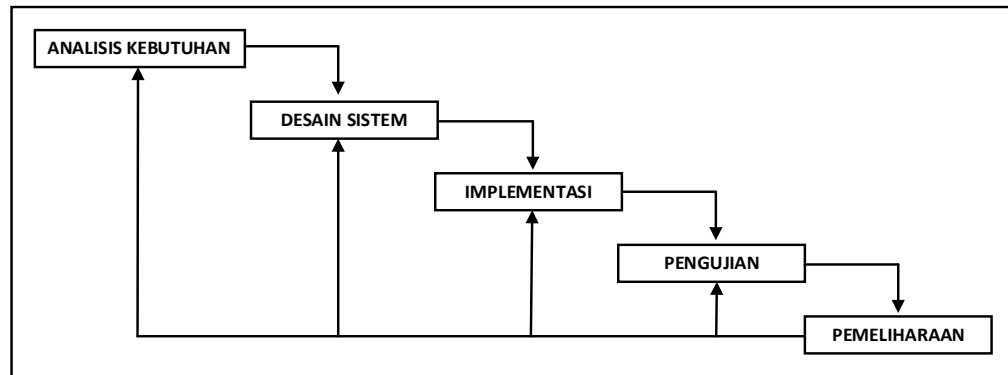 ANALISIS KEBUTUHAN
DESAIN SISTEM
IMPLEMENTASI
PENGUJIAN
PEMELIHARAAN